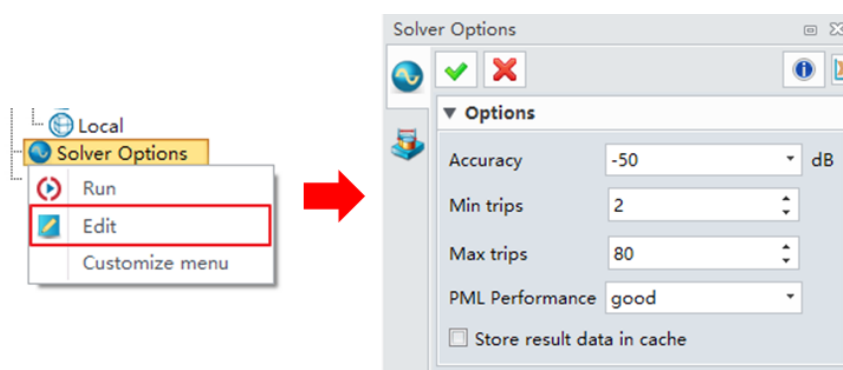 Local
Solver Options
Run
Edit
Customize menu
Solver Options
Options
Accuracy -50 dB
Min trips 2
Max trips 80
PML Performance good
Store result data in cache